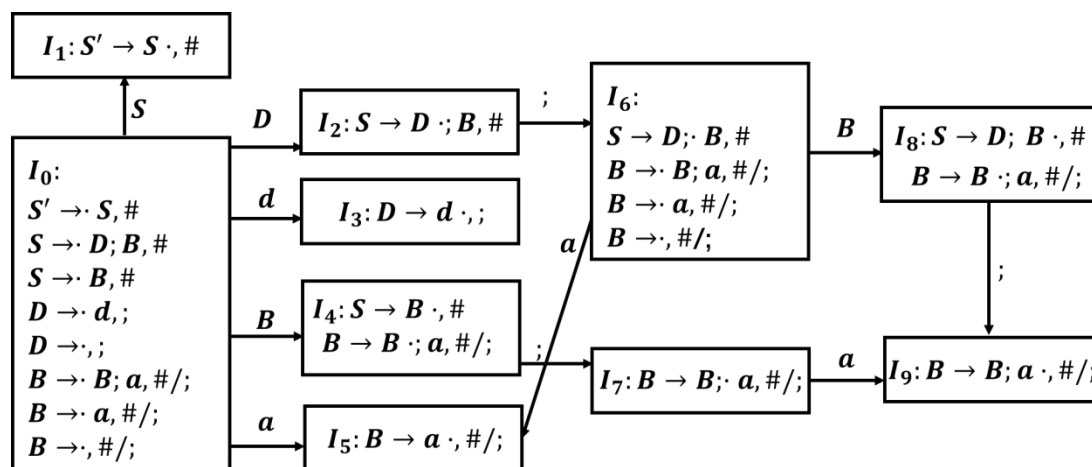 I₁: S′ → S ·, #
S
I₀:
S′ →· S, #
S →· D; B, #
S →· B, #
D →· d, ;
D →·, ;
B →· B; a, #/;
B →· a, #/;
B →·, #/;
D
I₂: S → D ·; B, #
;
d
I₃: D → d ·, ;
B
I₄: S → B ·, #
B → B ·; a, #/;
;
a
I₅: B → a ·, #/;
I₆:
S → D;· B, #
B →· B; a, #/;
B →· a, #/;
B →·, #/;
a
B
I₈: S → D; B ·, #
B → B ·; a, #/;
;
I₇: B → B;· a, #/;
a
I₉: B → B; a ·, #/;